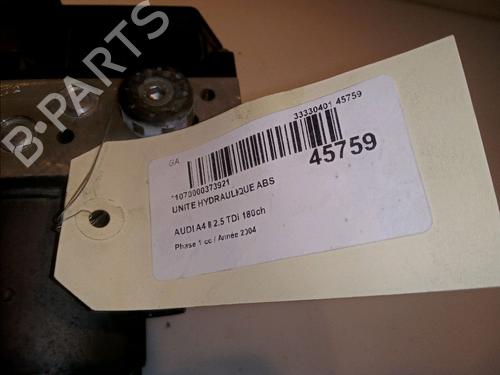 B-PARTS
GA
33330401 45759
45759
*1070000373921
UNITE HYDRAULIQUE ABS
AUDI A4 II 2.5 TDI 180ch
Phase 1 cc / Année 2004